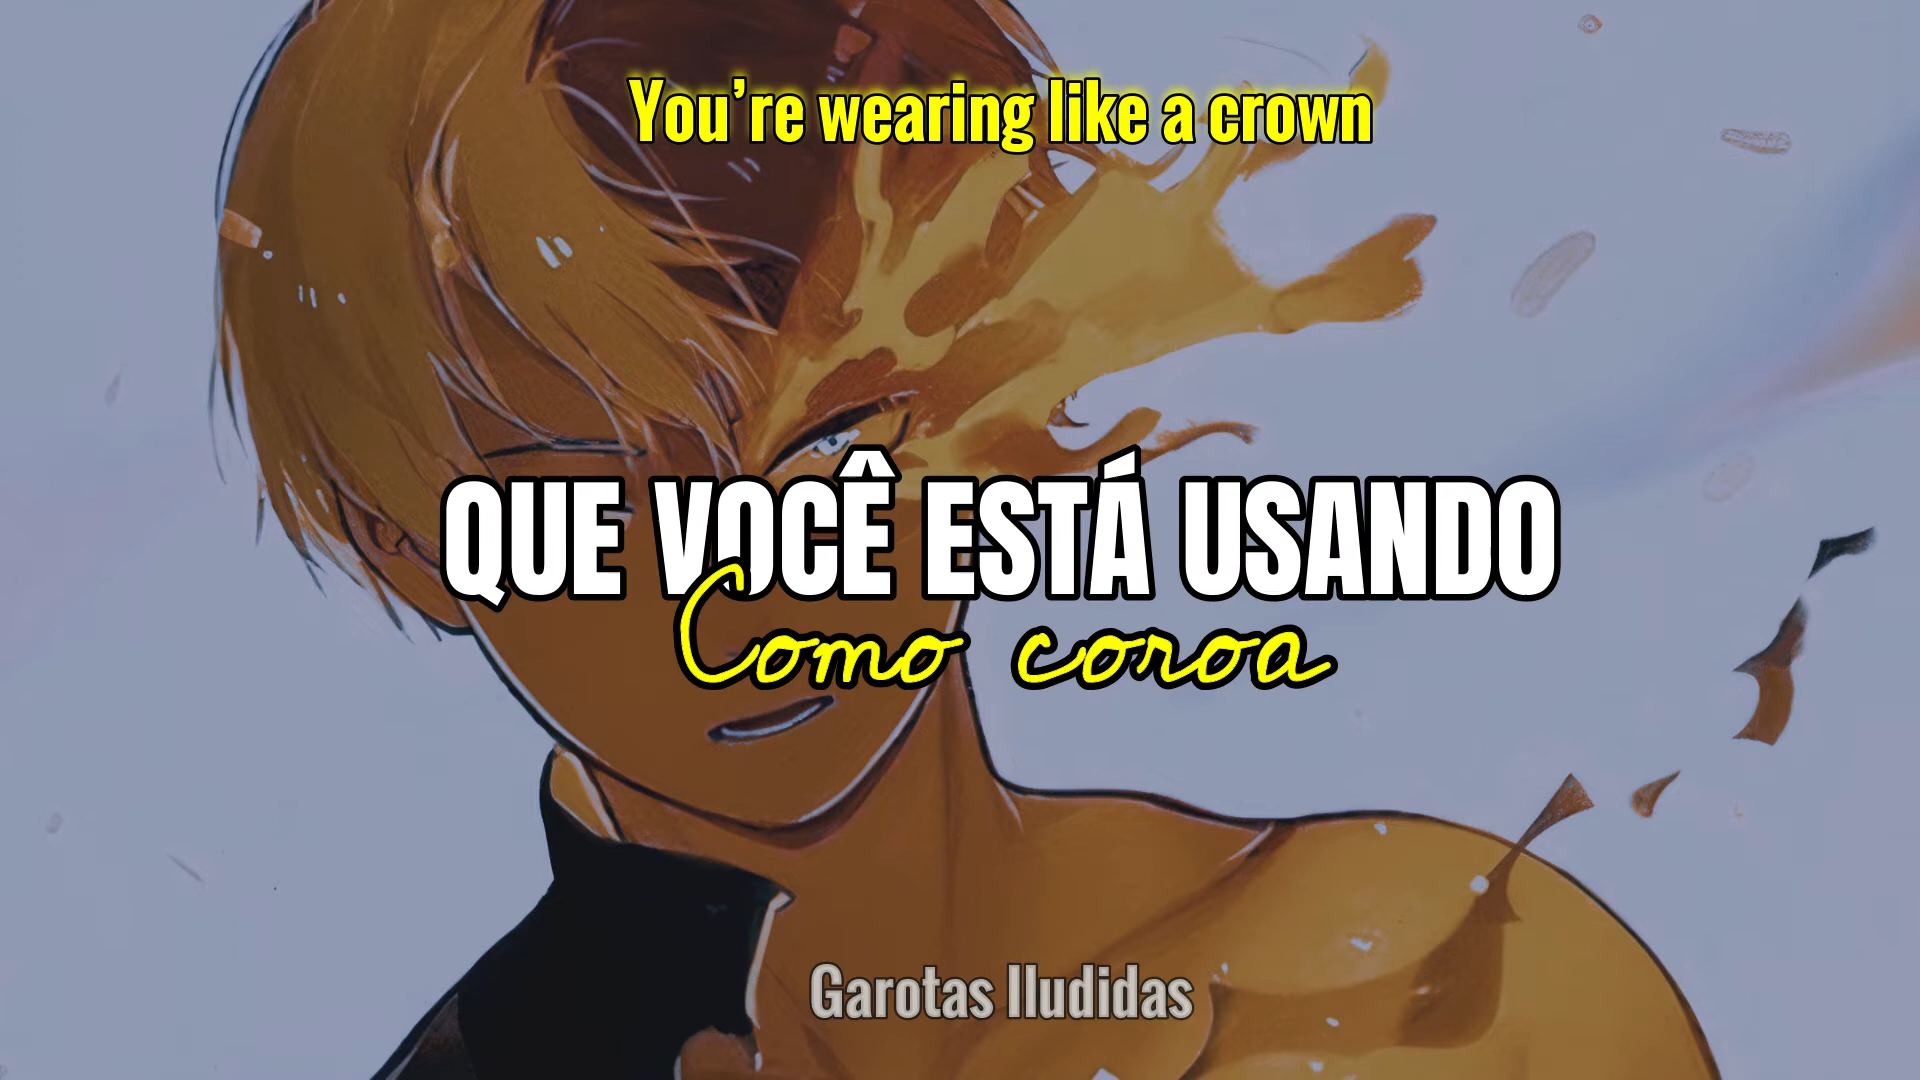 You’re wearing like a crown
QUE VOCÊ ESTÁ USANDO
Como coroa
Garotas Iludidas